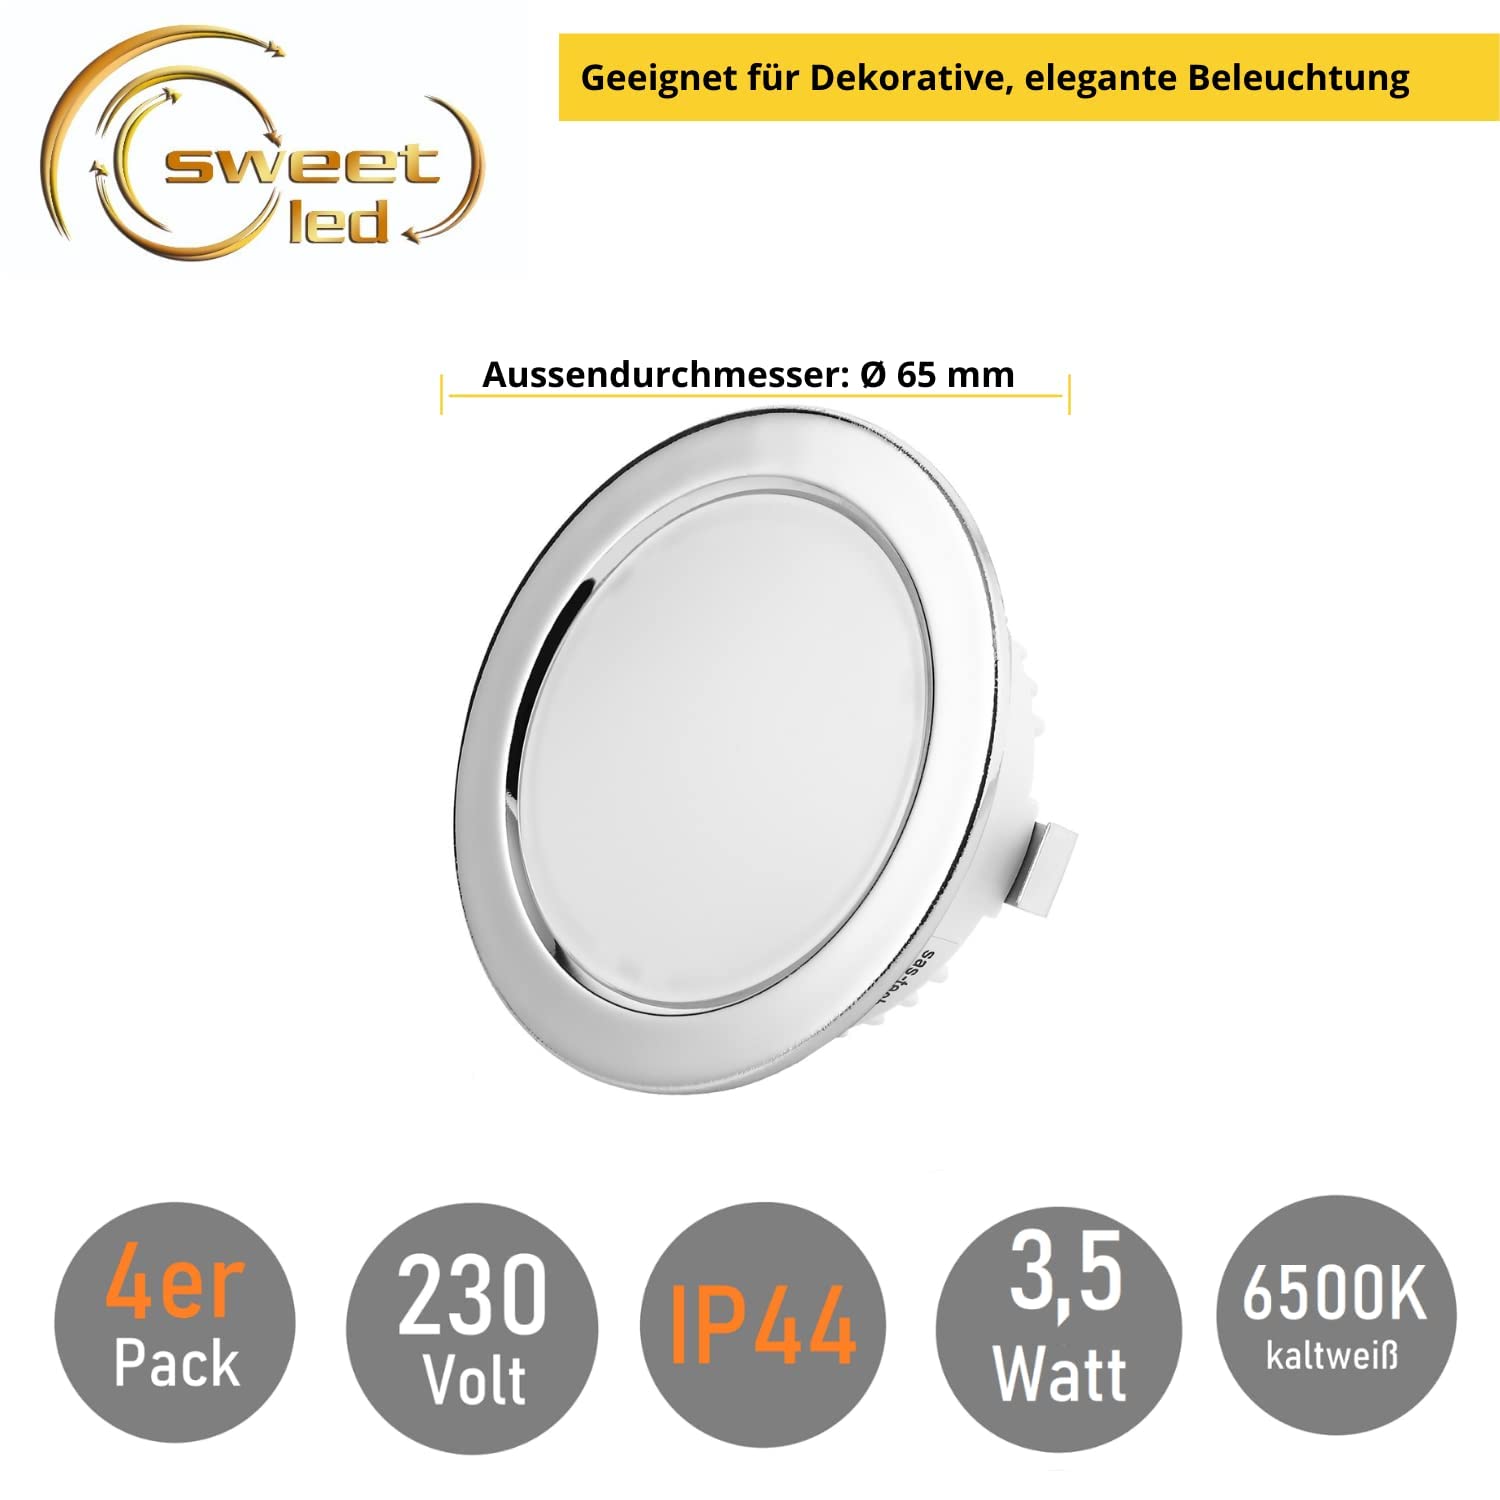 sweet
led
Geeignet für Dekorative, elegante Beleuchtung
Aussendurchmesser: Ø 65 mm
4er
Pack
230
Volt
IP44
3,5
Watt
6500K
kaltweiß